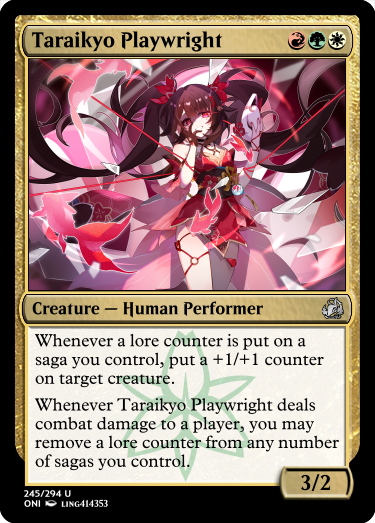 Taraikyo Playwright
Creature — Human Performer
Whenever a lore counter is put on a
saga you control, put a +1/+1 counter
on target creature.
Whenever Taraikyo Playwright deals
combat damage to a player, you may
remove a lore counter from any number
of sagas you control.
3/2
245/294 U
ONI LING414353